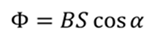 Φ = BS cos α